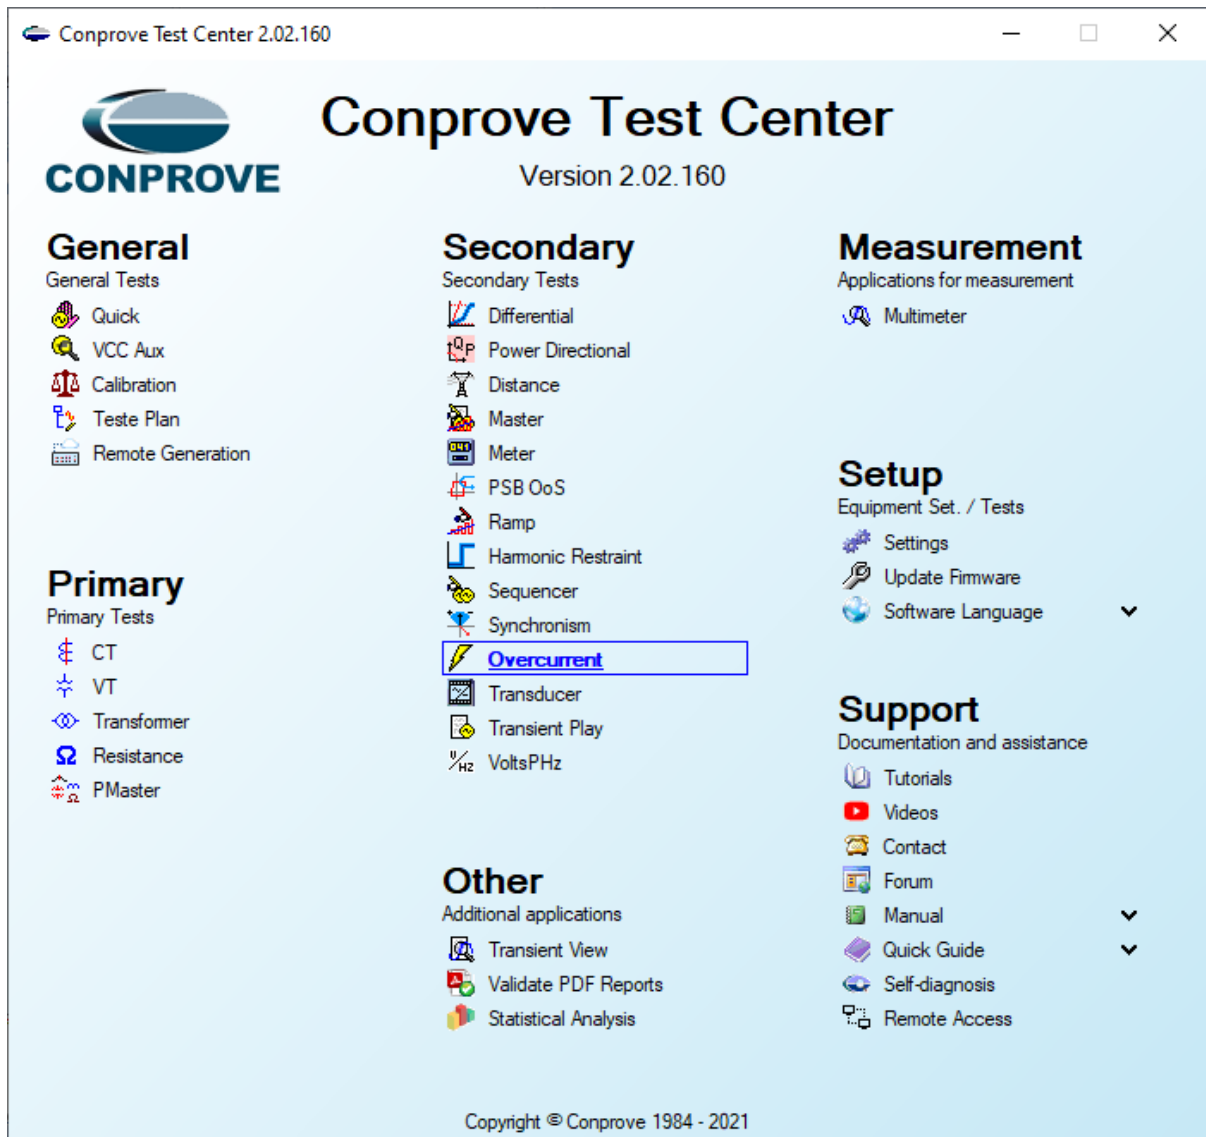 Conprove Test Center 2.02.160
CONPROVE
Conprove Test Center
Version 2.02.160
General
General Tests
Quick
VCC Aux
Calibration
Teste Plan
Remote Generation
Primary
Primary Tests
CT
VT
Transformer
Resistance
PMaster
Secondary
Secondary Tests
Differential
Power Directional
Distance
Master
Meter
PSB OoS
Ramp
Harmonic Restraint
Sequencer
Synchronism
Overcurrent
Transducer
Transient Play
VoltsPHz
Other
Additional applications
Transient View
Validate PDF Reports
Statistical Analysis
Measurement
Applications for measurement
Multimeter
Setup
Equipment Set. / Tests
Settings
Update Firmware
Software Language
Support
Documentation and assistance
Tutorials
Videos
Contact
Forum
Manual
Quick Guide
Self-diagnosis
Remote Access
Copyright © Conprove 1984 - 2021